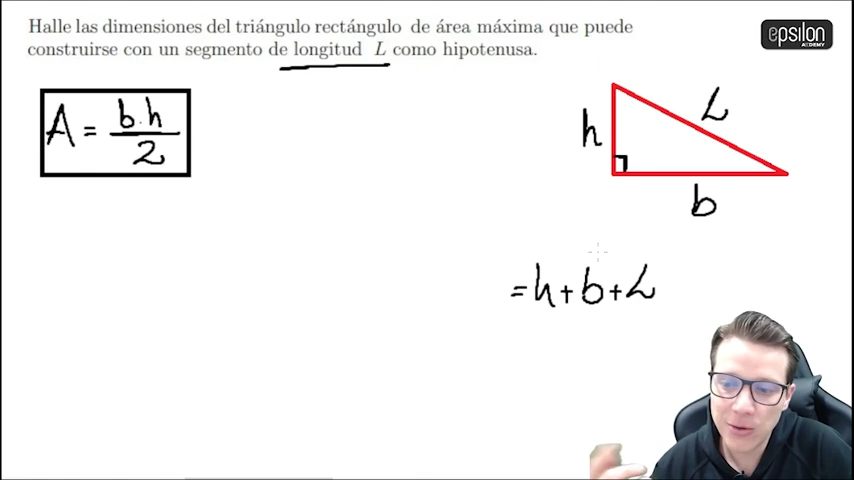 Halle las dimensiones del triángulo rectángulo de área máxima que puede
construirse con un segmento de longitud L como hipotenusa.
epsilon
ACADEMY
A = b.h
2
h
L
b
= h + b + L